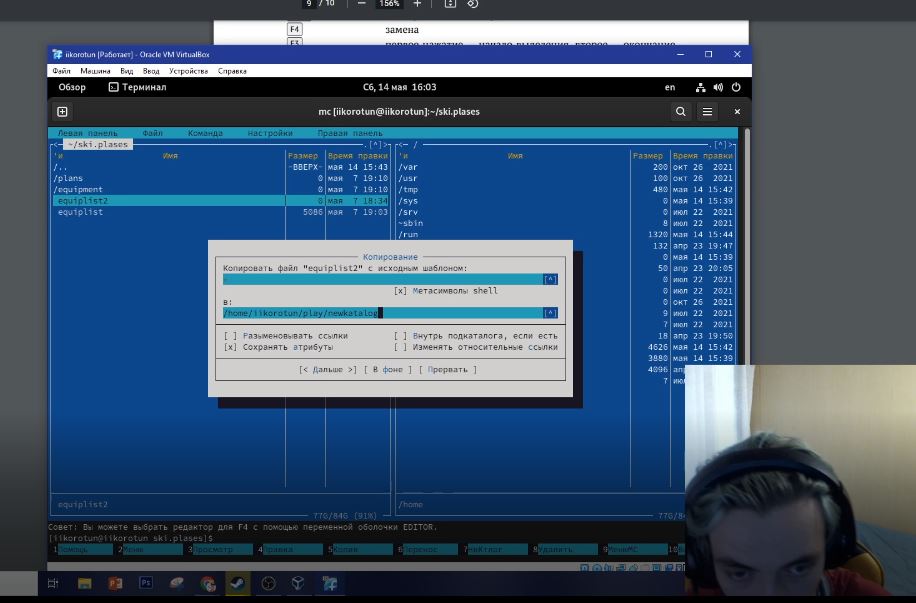 9 / 10 — 156% +
F4 замена
F3 первое нажатие — начало выделения, второе — окончание
iikorotun [Работает] - Oracle VM VirtualBox
Файл Машина Вид Ввод Устройства Справка
Обзор Терминал Сб, 14 мая 16:03 en
mc [iikorotun@iikorotun]:~/ski.plases
Левая панель Файл Команда Настройки Правая панель
<─ ~/ski.plases .[^]> <─ / .[^]>
'и Имя Размер Время правки 'и Имя Размер Время правки
/.. -ВВЕРХ- мая 14 15:43 /var 200 окт 26 2021
/plans 0 мая 7 19:10 /usr 100 окт 26 2021
/equipment 0 мая 7 19:10 /tmp 480 мая 14 15:42
equiplist2 0 мая 7 18:34 /sys 0 мая 14 15:39
equiplist 5086 мая 7 19:03 /srv 0 июл 22 2021
~sbin 8 июл 22 2021
/run 1320 мая 14 15:44
132 апр 23 19:47
Копирование 0 мая 14 15:39
Копировать файл "equiplist2" с исходным шаблоном: 50 апр 23 20:05
[^] 0 июл 22 2021
[x] Метасимволы shell 0 июл 22 2021
в: 0 окт 26 2021
/home/iikorotun/play/newkatalog [^] 9 июл 22 2021
7 июл 22 2021
[ ] Разыменовывать ссылки [ ] Внутрь подкаталога, если есть 18 апр 23 19:50
[x] Сохранять атрибуты [ ] Изменять относительные ссылки 4626 мая 14 15:42
3880 мая 14 15:39
[< Дальше >] [ В фоне ] [ Прервать ] 4096
7
equiplist2 /home
77G/84G (91%) 77G/84
Совет: Вы можете выбрать редактор для F4 с помощью переменной оболочки EDITOR.
[iikorotun@iikorotun ski.plases]$
1Помощь 2Меню 3Просмотр 4Правка 5Копия 6Перенос 7НвКтлог 8Удалить 9МенюМС 10